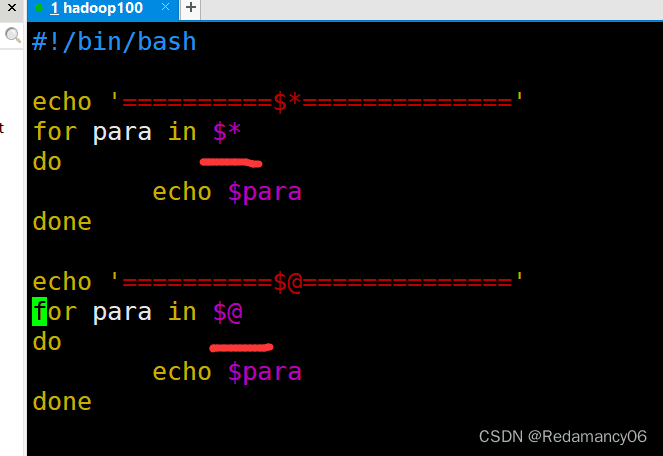 1 hadoop100
#!/bin/bash
echo '==========$*=============='
for para in $*
do
        echo $para
done
echo '==========$@=============='
for para in $@
do
        echo $para
done
CSDN @Redamancy06